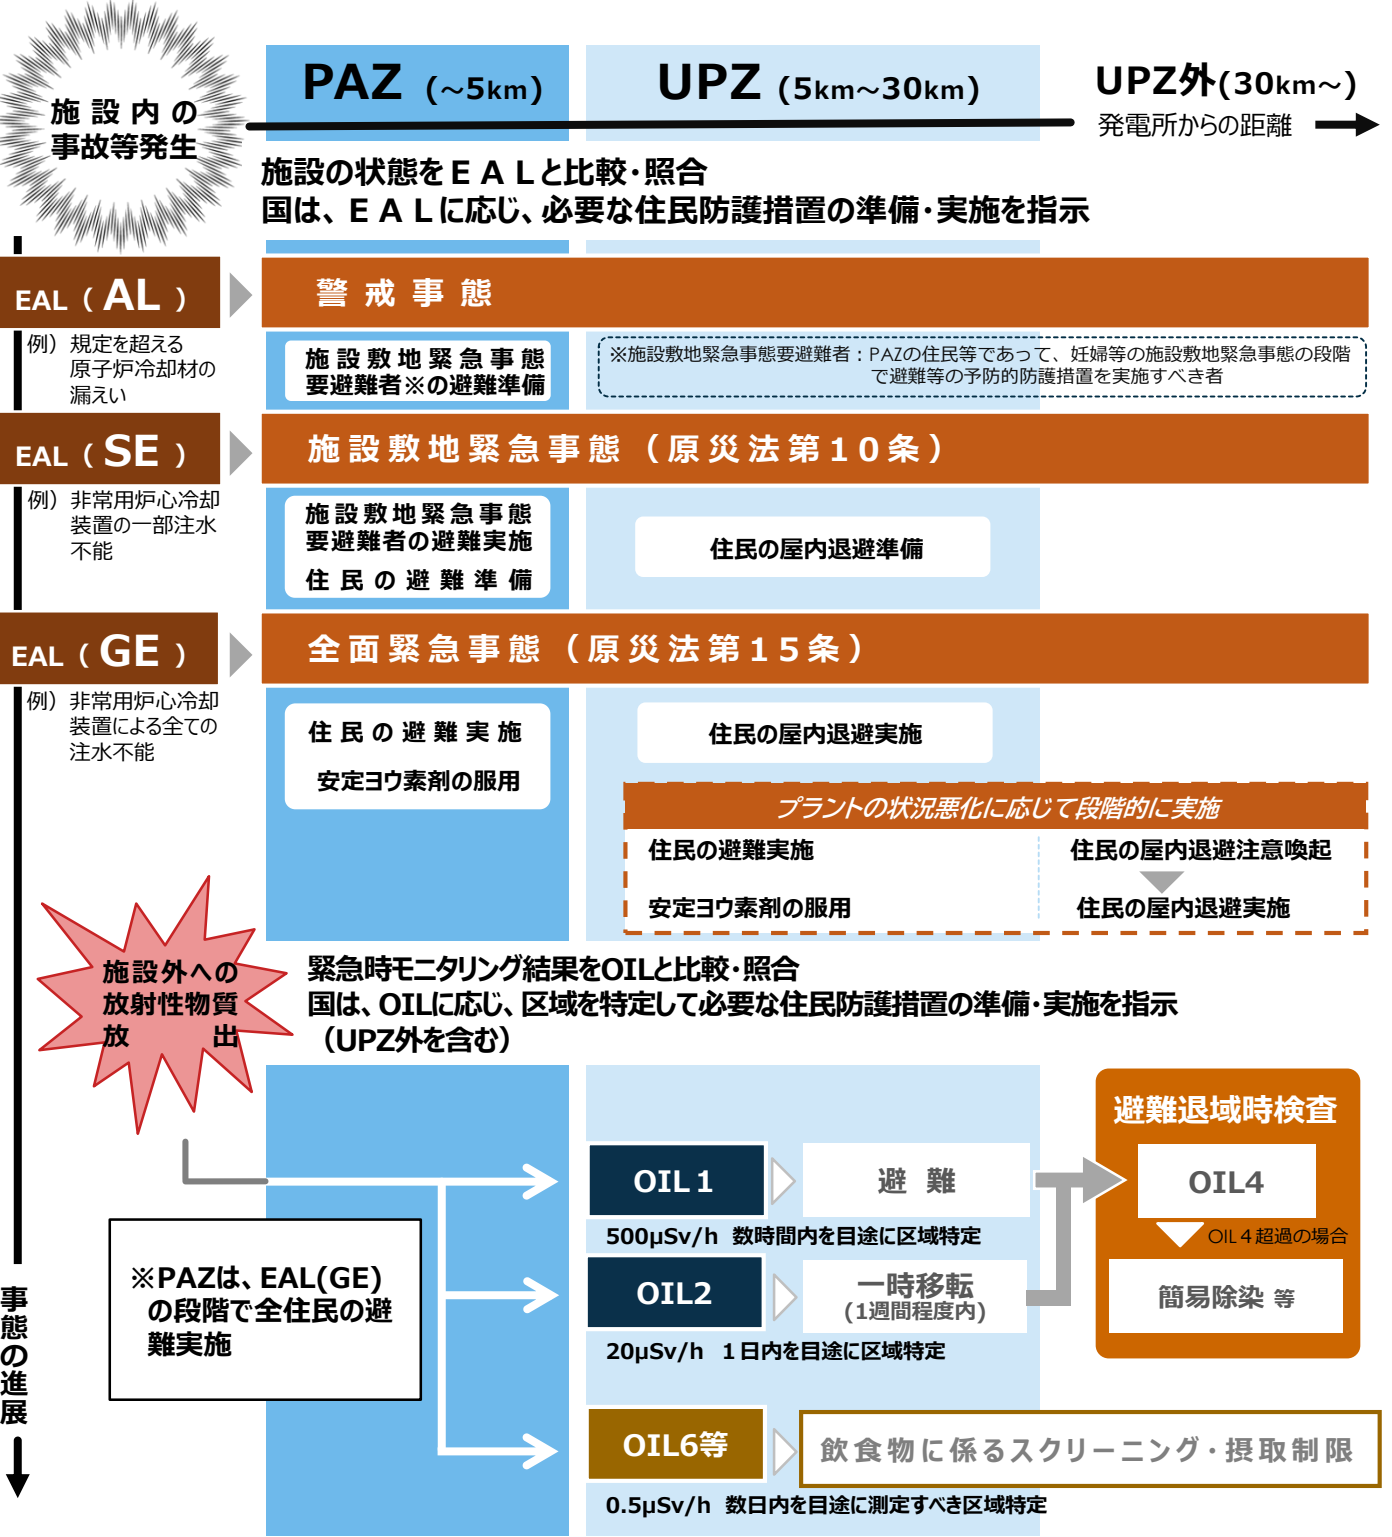 施設内の
事故等発生
PAZ (~5km)
UPZ (5km~30km)
UPZ外(30km~)
発電所からの距離
施設の状態をEALと比較・照合
国は、EALに応じ、必要な住民防護措置の準備・実施を指示
EAL(AL)
警戒事態
例)規定を超える
原子炉冷却材の
漏えい
施設敷地緊急事態
要避難者※の避難準備
※施設敷地緊急事態要避難者：PAZの住民等であって、妊婦等の施設敷地緊急事態の段階
で避難等の予防的防護措置を実施すべき者
EAL(SE)
施設敷地緊急事態(原災法第10条)
例)非常用炉心冷却
装置の一部注水
不能
施設敷地緊急事態
要避難者の避難実施
住民の避難準備
住民の屋内退避準備
EAL(GE)
全面緊急事態(原災法第15条)
例)非常用炉心冷却
装置による全ての
注水不能
住民の避難実施
安定ヨウ素剤の服用
住民の屋内退避実施
プラントの状況悪化に応じて段階的に実施
住民の避難実施
住民の屋内退避注意喚起
安定ヨウ素剤の服用
住民の屋内退避実施
施設外への
放射性物質
放出
緊急時モニタリング結果をOILと比較・照合
国は、OILに応じ、区域を特定して必要な住民防護措置の準備・実施を指示
(UPZ外を含む)
避難退域時検査
OIL1
避難
OIL4
500μSv/h 数時間内を目途に区域特定
OIL4超過の場合
※PAZは、EAL(GE)
の段階で全住民の避
難実施
OIL2
一時移転
(1週間程度内)
簡易除染 等
20μSv/h 1日内を目途に区域特定
OIL6等
飲食物に係るスクリーニング・摂取制限
0.5μSv/h 数日内を目途に測定すべき区域特定
事態の進展